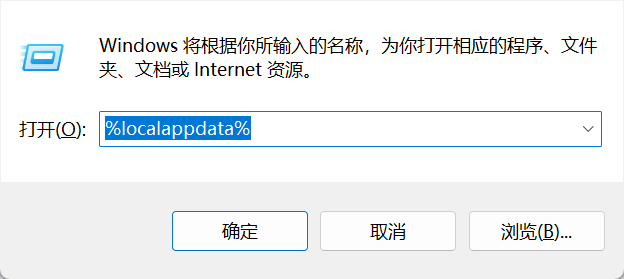 Windows 将根据你所输入的名称，为你打开相应的程序、文件
夹、文档或 Internet 资源。
打开(O): %localappdata%
确定 取消 浏览(B)...